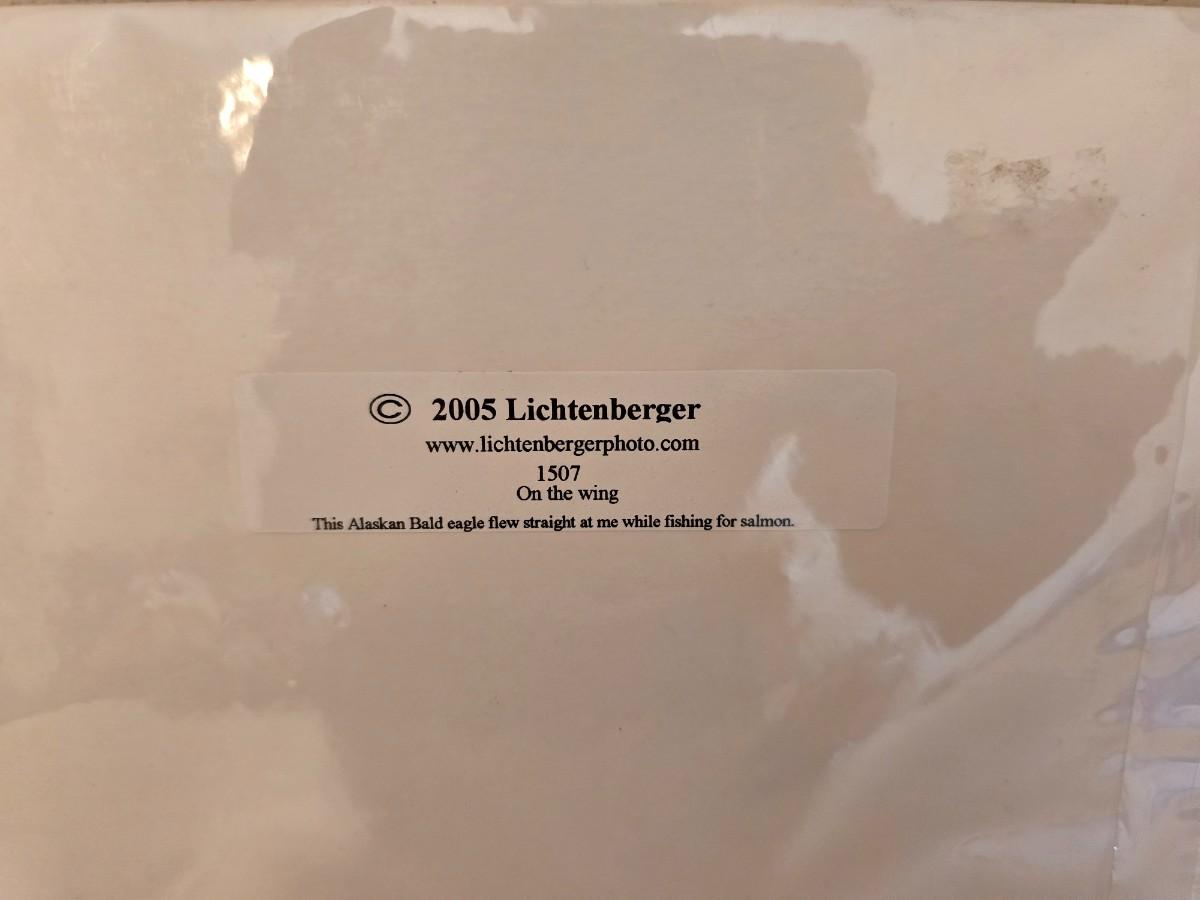 © 2005 Lichtenberger
www.lichtenbergerphoto.com
1507
On the wing
This Alaskan Bald eagle flew straight at me while fishing for salmon.